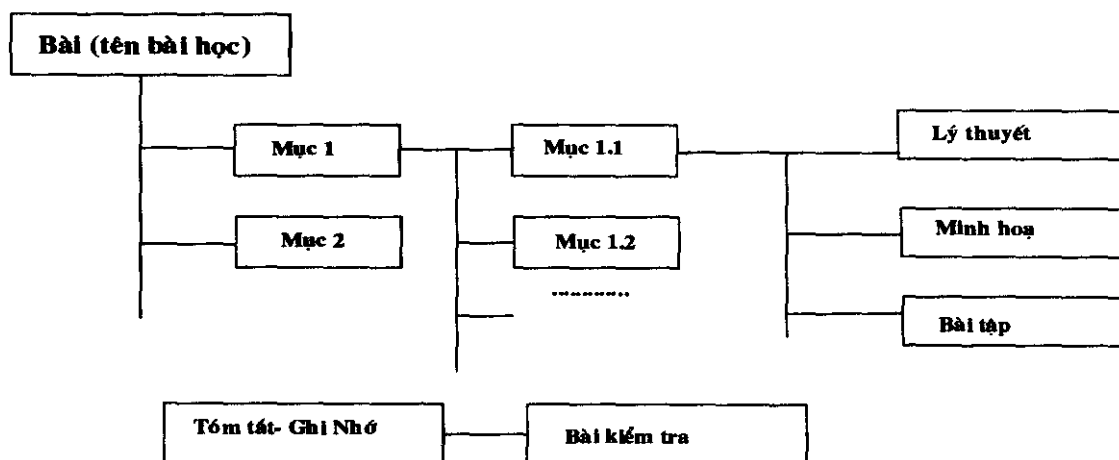 Bài (tên bài học)
Mục 1
Mục 1.1
Lý thuyết
Mục 2
Mục 1.2
Minh hoạ
............
Bài tập
Tóm tắt- Ghi Nhớ
Bài kiểm tra